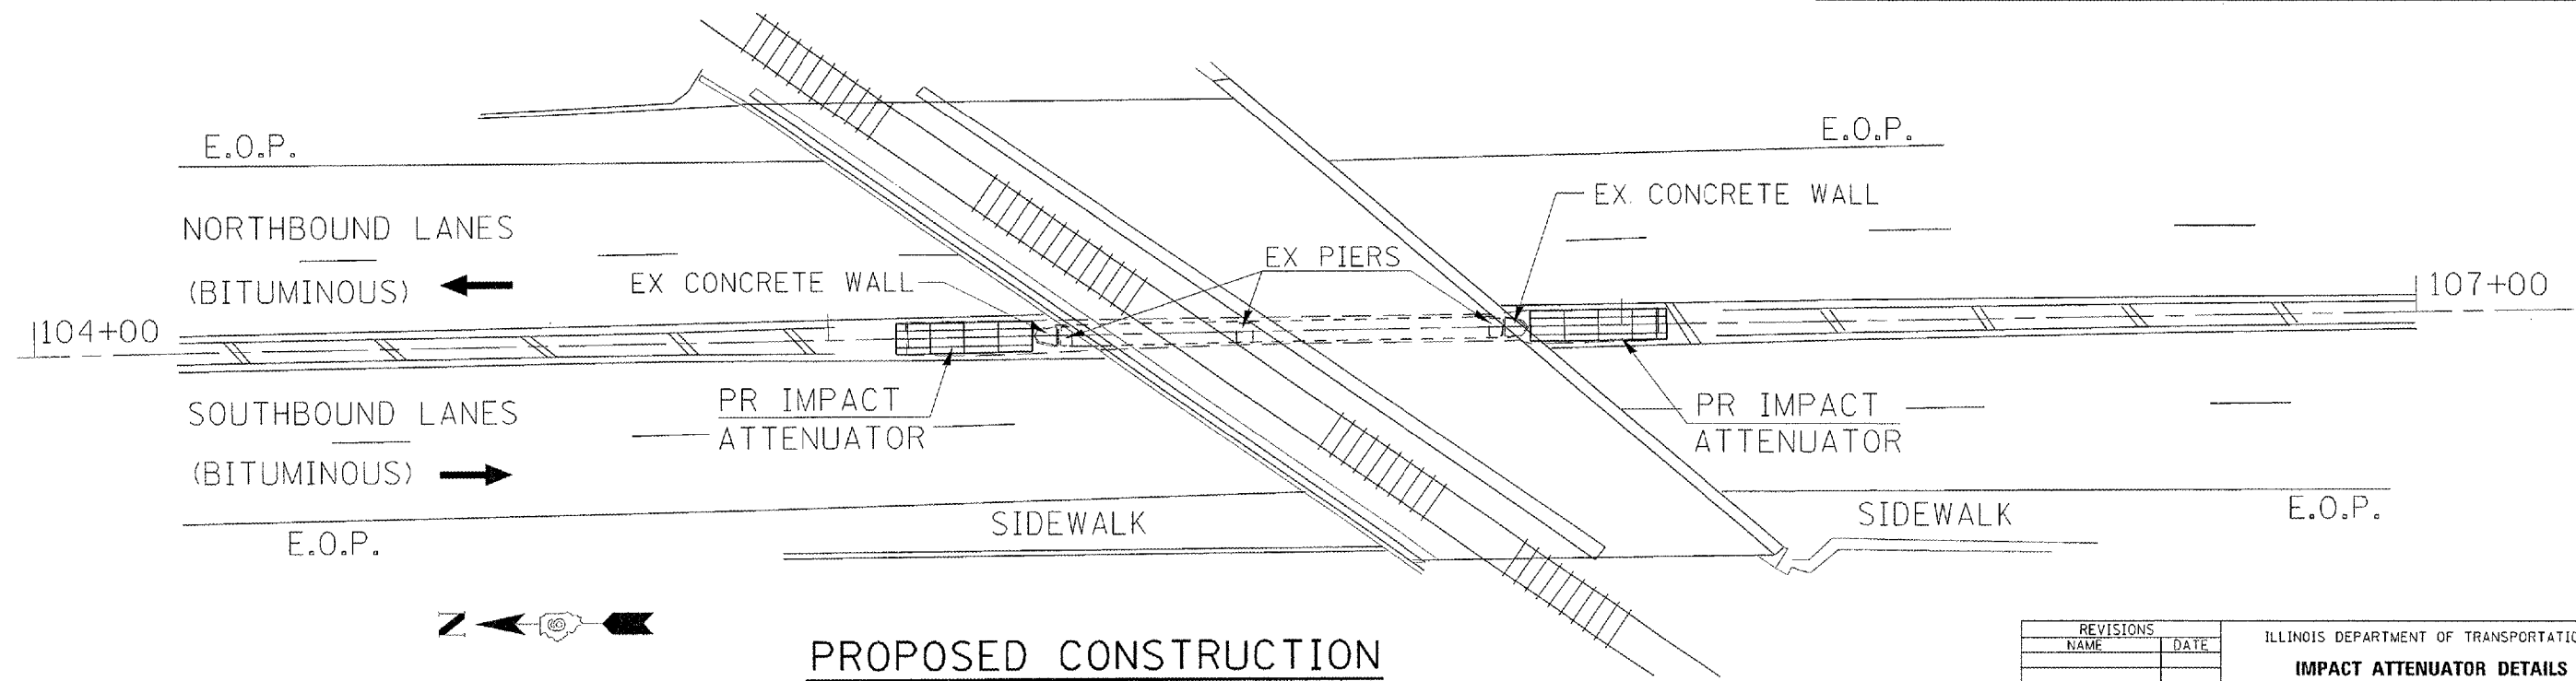 E.O.P.
E.O.P.
NORTHBOUND LANES
(BITUMINOUS)
EX. CONCRETE WALL
EX PIERS
EX CONCRETE WALL
104+00
107+00
SOUTHBOUND LANES
(BITUMINOUS)
PR IMPACT
ATTENUATOR
PR IMPACT
ATTENUATOR
E.O.P.
SIDEWALK
SIDEWALK
E.O.P.
N
PROPOSED CONSTRUCTION
REVISIONS
NAME DATE
ILLINOIS DEPARTMENT OF TRANSPORTATIO
IMPACT ATTENUATOR DETAILS